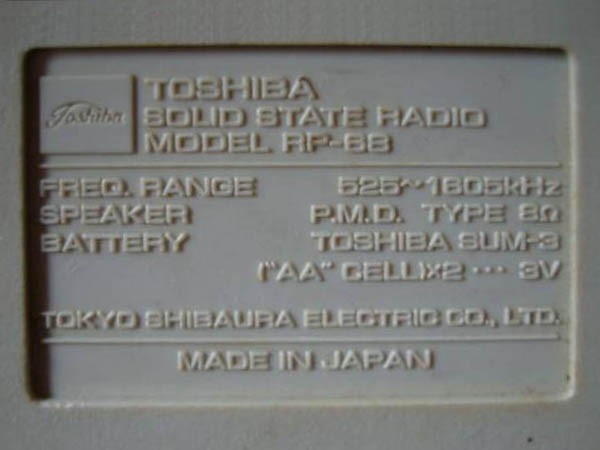 Toshiba
TOSHIBA
SOLID STATE RADIO
MODEL RP-68
FREQ. RANGE 525~1605kHz
SPEAKER P.M.D. TYPE 8Ω
BATTERY TOSHIBA SUM-3
("AA" CELL)X2 ··· 3V
TOKYO SHIBAURA ELECTRIC CO., LTD.
MADE IN JAPAN